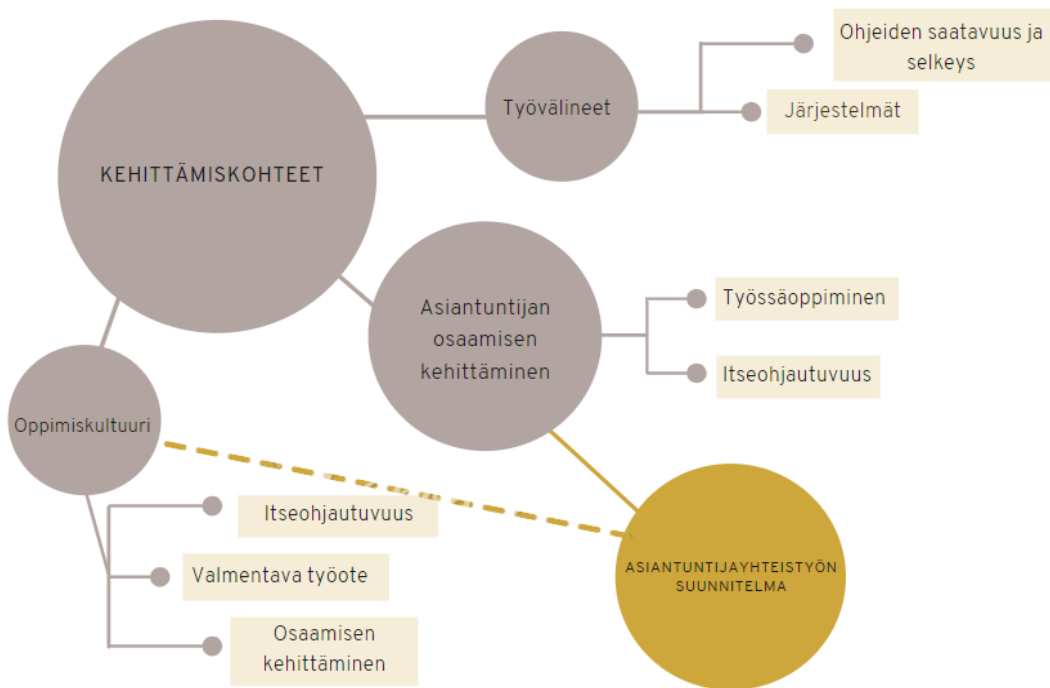 Ohjeiden saatavuus ja
selkeys
Työvälineet
Järjestelmät
KEHITTÄMISKOHTEET
Asiantuntijan
osaamisen
kehittäminen
Työssäoppiminen
Itseohjautuvuus
Oppimiskultuuri
Itseohjautuvuus
Valmentava työote
Osaamisen
kehittäminen
ASIANTUNTIJAYHTEISTYÖN
SUUNNITELMA